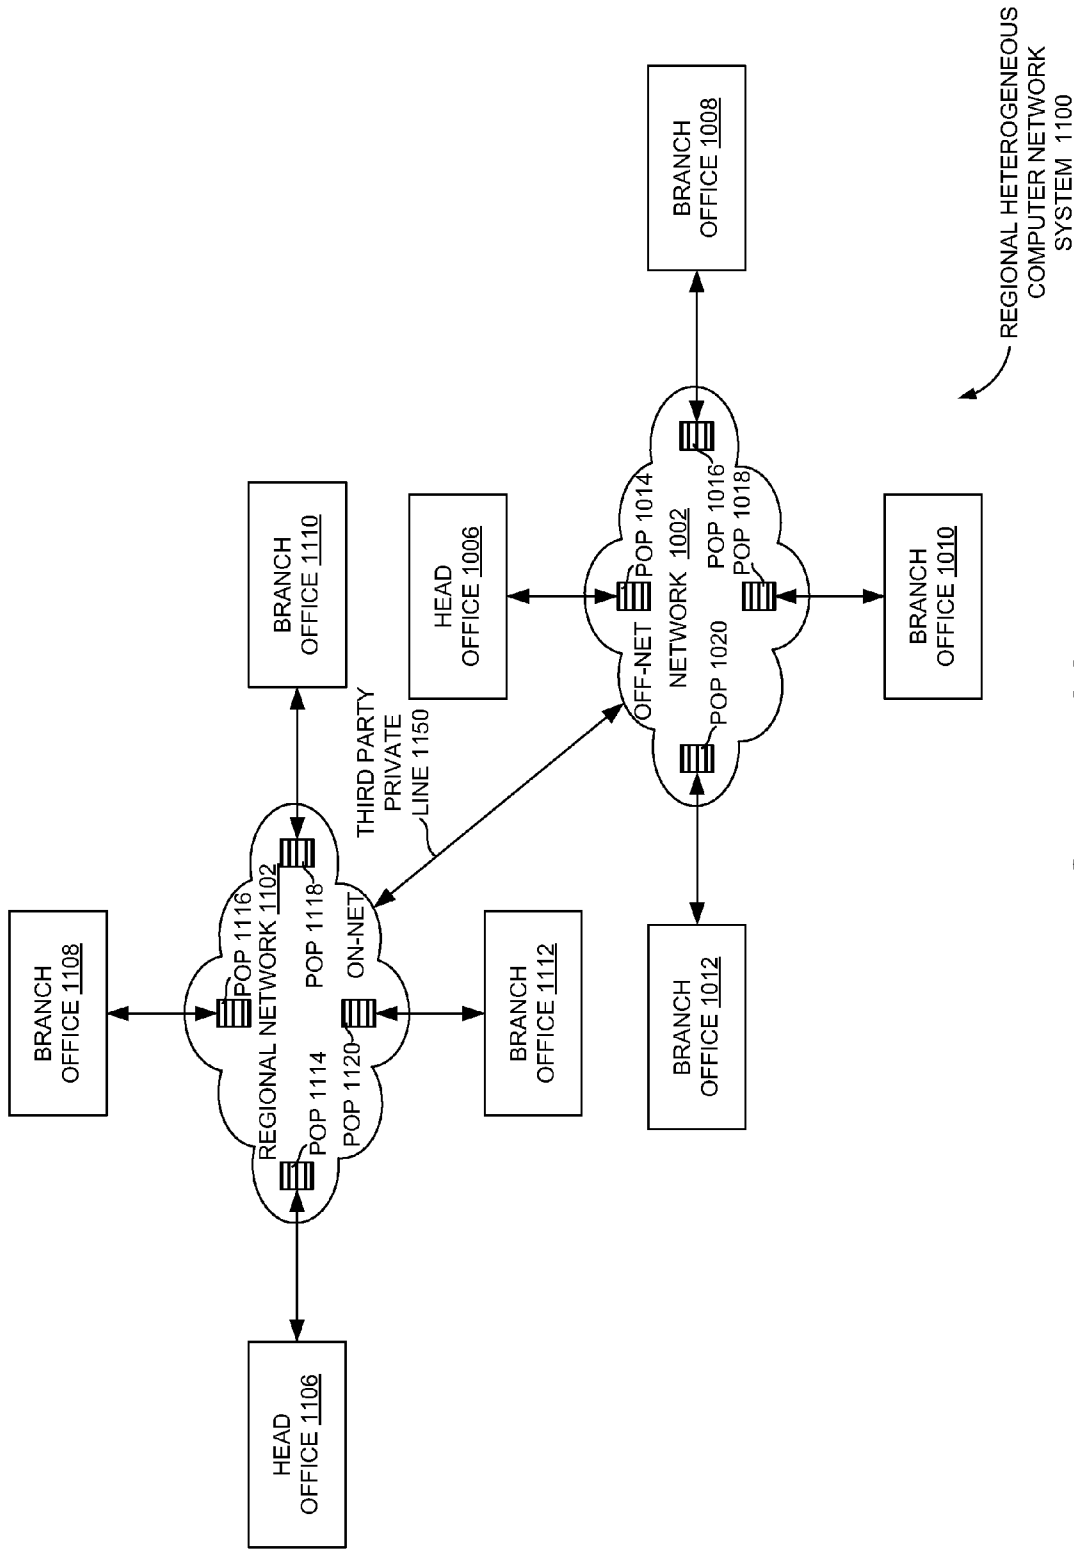 BRANCH
OFFICE 1108
HEAD
OFFICE 1106
POP 1116
REGIONAL NETWORK 1102
POP 1114
POP 1118
POP 1120
ON-NET
BRANCH
OFFICE 1110
BRANCH
OFFICE 1112
THIRD PARTY
PRIVATE
LINE 1150
HEAD
OFFICE 1006
OFF-NET
POP 1014
NETWORK 1002
POP 1020
POP 1016
POP 1018
BRANCH
OFFICE 1012
BRANCH
OFFICE 1008
BRANCH
OFFICE 1010
REGIONAL HETEROGENEOUS
COMPUTER NETWORK
SYSTEM 1100